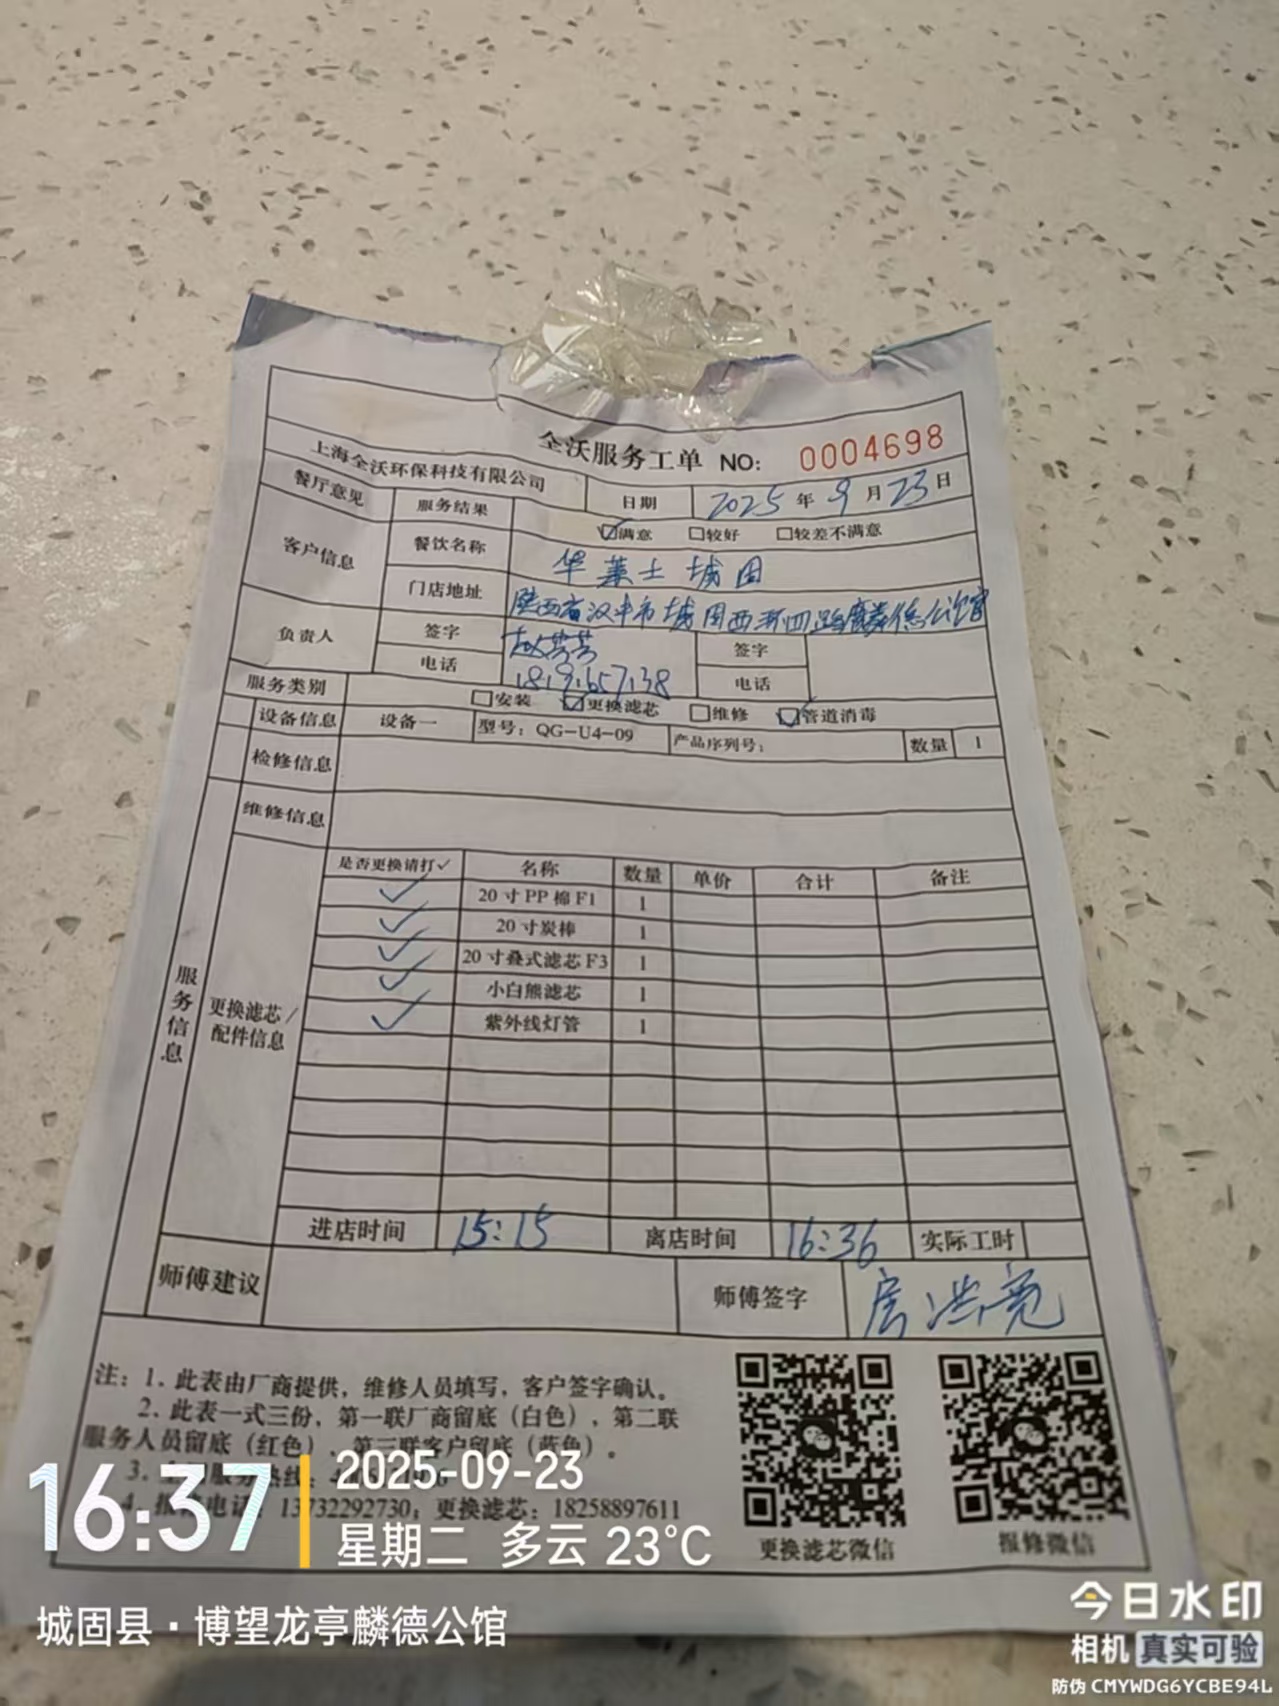 全沃服务工单 NO: 0004698
上海全沃环保科技有限公司 日期 2025年9月23日
餐厅意见 服务结果 ☑满意 □较好 □较差不满意
客户信息 餐饮名称 华莱士城固
门店地址 陕西省汉中市城固西环四路麟德公馆
负责人 签字 签字
电话 电话
服务类别 □安装 ☑更换滤芯 □维修 ☑管道消毒
设备信息 设备一 型号：QG-U4-09 产品序列号： 数量 1
检修信息
维修信息
服务信息
更换滤芯/配件信息
是否更换请打✓ 名称 数量 单价 合计 备注
✓ 20寸PP棉F1 1
✓ 20寸炭棒 1
✓ 20寸叠式滤芯F3 1
✓ 小白熊滤芯 1
✓ 紫外线灯管 1
进店时间 15:15 离店时间 16:36 实际工时
师傅建议 师傅签字
注：1. 此表由厂商提供，维修人员填写，客户签字确认。
2. 此表一式三份，第一联厂商留底（白色），第二联
服务人员留底（红色），第三联客户留底（蓝色）。
3.
4. 报修电话：13732292730；更换滤芯：18258897611
更换滤芯微信 报修微信
16:37
2025-09-23
星期二 多云 23℃
城固县·博望龙亭麟德公馆
今日水印
相机 真实可验
防伪 CMYWDG6YCBE94L